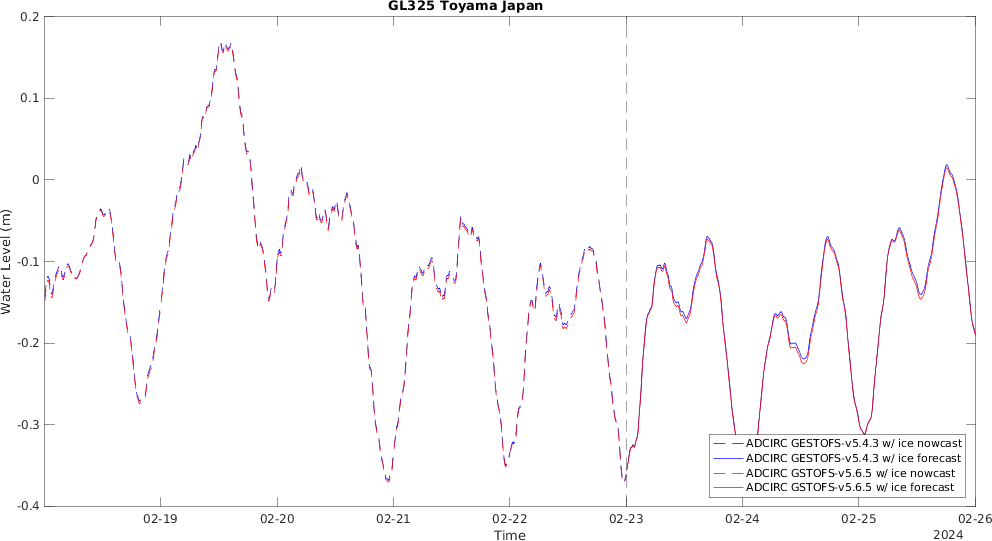 GL325 Toyama Japan
0.2
0.1
0
-0.1
-0.2
-0.3
-0.4
Water Level (m)
02-19
02-20
02-21
02-22
02-23
02-24
02-25
02-26
Time
2024
ADCIRC GESTOFS-v5.4.3 w/ ice nowcast
ADCIRC GESTOFS-v5.4.3 w/ ice forecast
ADCIRC GSTOFS-v5.6.5 w/ ice nowcast
ADCIRC GSTOFS-v5.6.5 w/ ice forecast